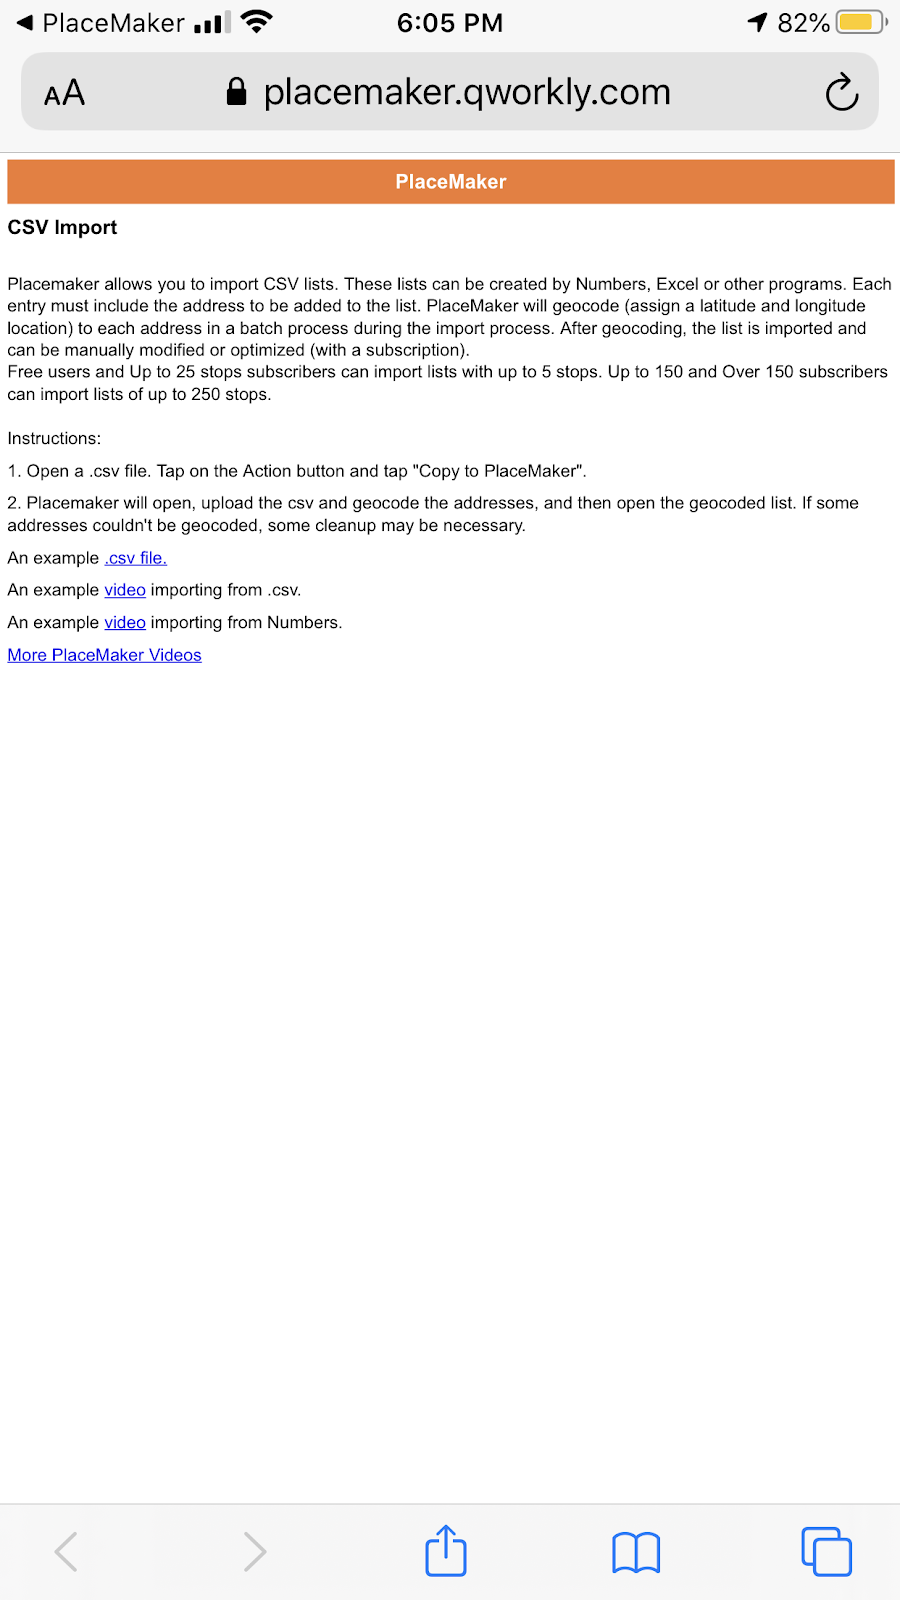 PlaceMaker 6:05 PM 82%
AA placemaker.qworkly.com
PlaceMaker
CSV Import
Placemaker allows you to import CSV lists. These lists can be created by Numbers, Excel or other programs. Each
entry must include the address to be added to the list. PlaceMaker will geocode (assign a latitude and longitude
location) to each address in a batch process during the import process. After geocoding, the list is imported and
can be manually modified or optimized (with a subscription).
Free users and Up to 25 stops subscribers can import lists with up to 5 stops. Up to 150 and Over 150 subscribers
can import lists of up to 250 stops.
Instructions:
1. Open a .csv file. Tap on the Action button and tap "Copy to PlaceMaker".
2. Placemaker will open, upload the csv and geocode the addresses, and then open the geocoded list. If some
addresses couldn't be geocoded, some cleanup may be necessary.
An example .csv file.
An example video importing from .csv.
An example video importing from Numbers.
More PlaceMaker Videos